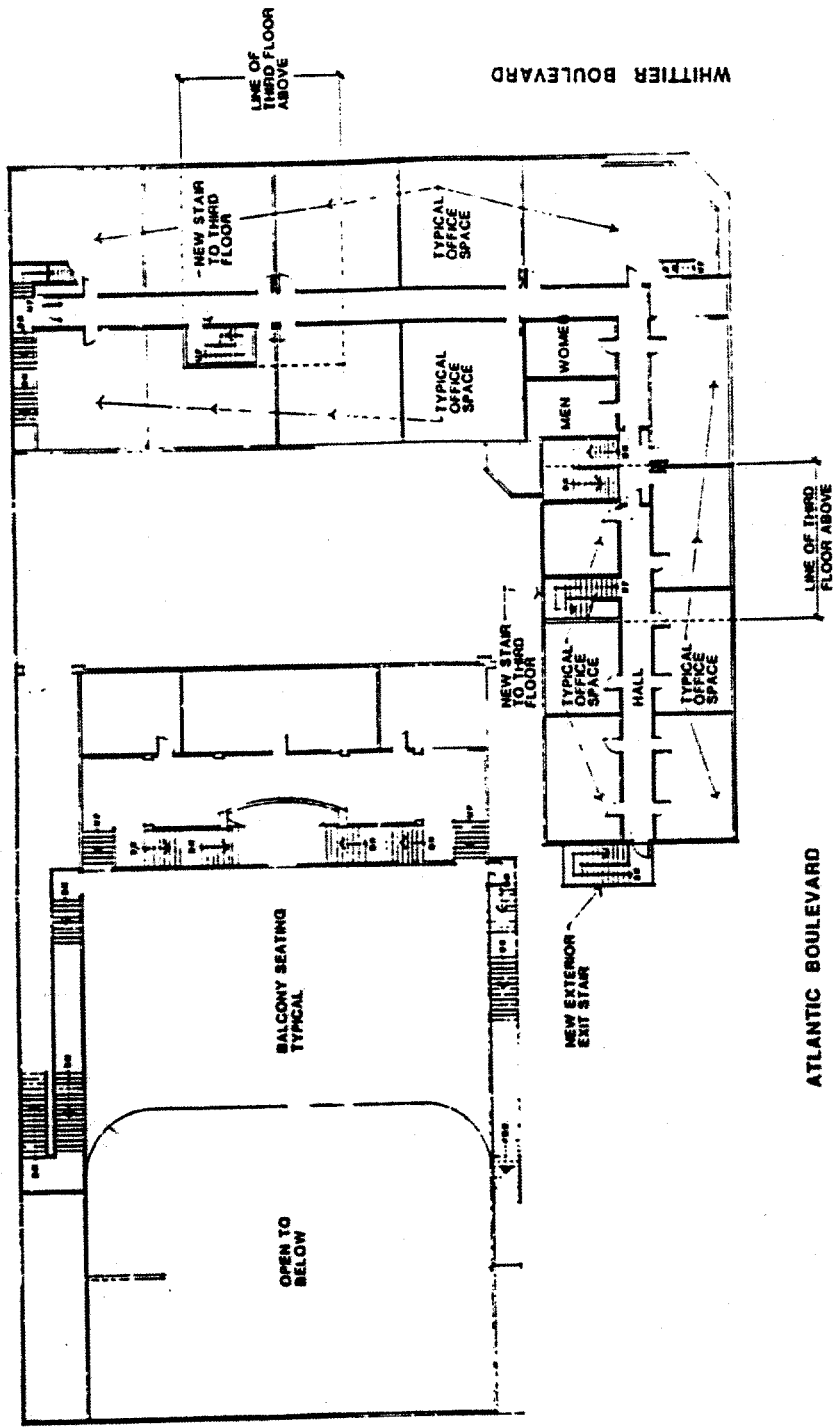 WHITTIER BOULEVARD
LINE OF
THIRD FLOOR
ABOVE
NEW STAIR
TO THIRD
FLOOR
TYPICAL
OFFICE
SPACE
TYPICAL
OFFICE
SPACE
MEN
WOMEN
LINE OF THIRD
FLOOR ABOVE
NEW STAIR
TO THIRD
FLOOR
TYPICAL
OFFICE
SPACE
HALL
TYPICAL
OFFICE
SPACE
NEW EXTERIOR
EXIT STAIR
BALCONY SEATING
TYPICAL
OPEN TO
BELOW
ATLANTIC BOULEVARD